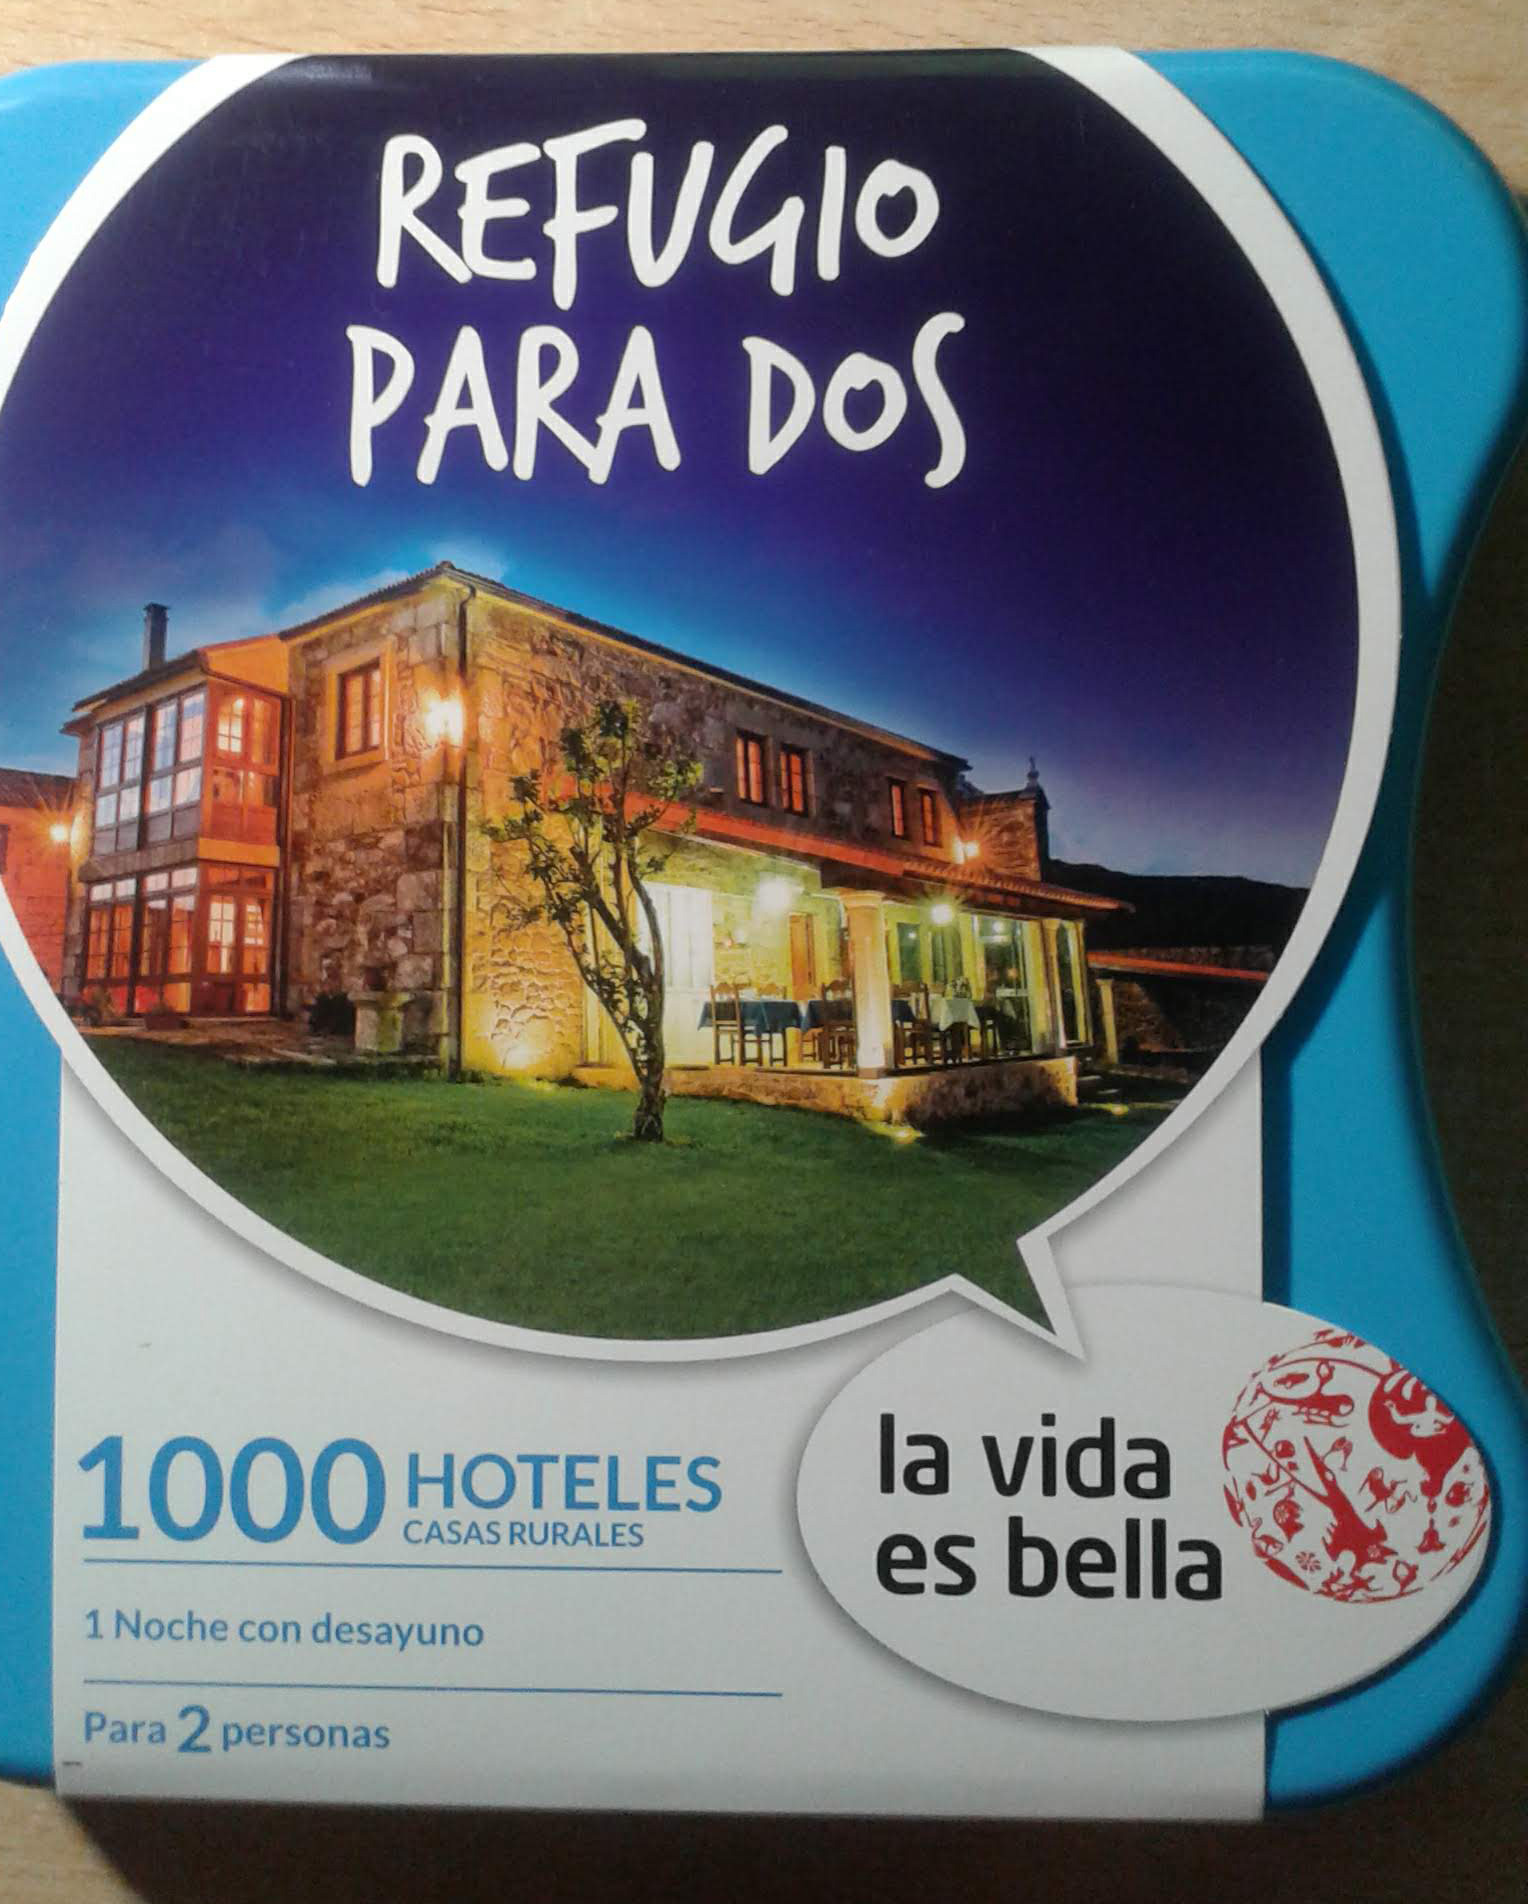 REFUGIO
PARA DOS
1000 HOTELES
CASAS RURALES
1 Noche con desayuno
Para 2 personas
la vida
es bella